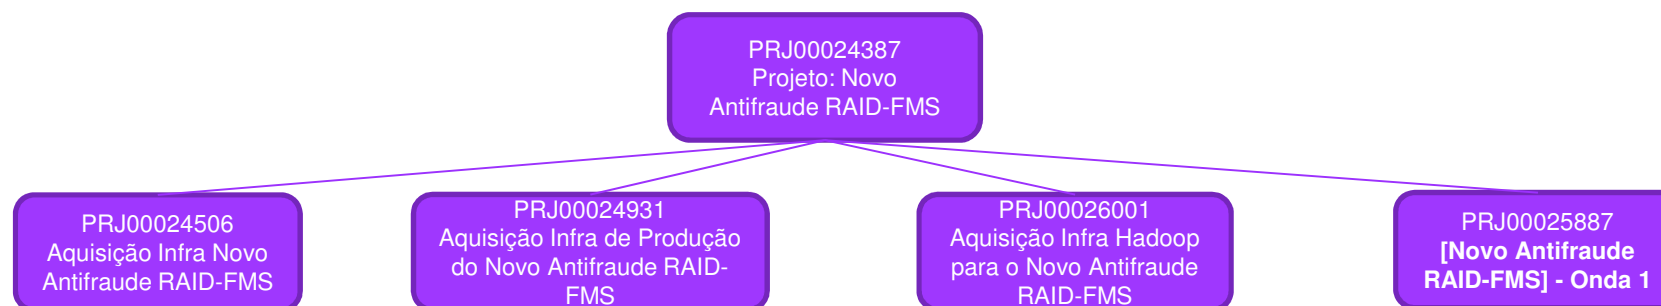 PRJ00024387
Projeto: Novo
Antifraude RAID-FMS
PRJ00024506
Aquisição Infra Novo
Antifraude RAID-FMS
PRJ00024931
Aquisição Infra de Produção
do Novo Antifraude RAID-
FMS
PRJ00026001
Aquisição Infra Hadoop
para o Novo Antifraude
RAID-FMS
PRJ00025887
[Novo Antifraude
RAID-FMS] - Onda 1